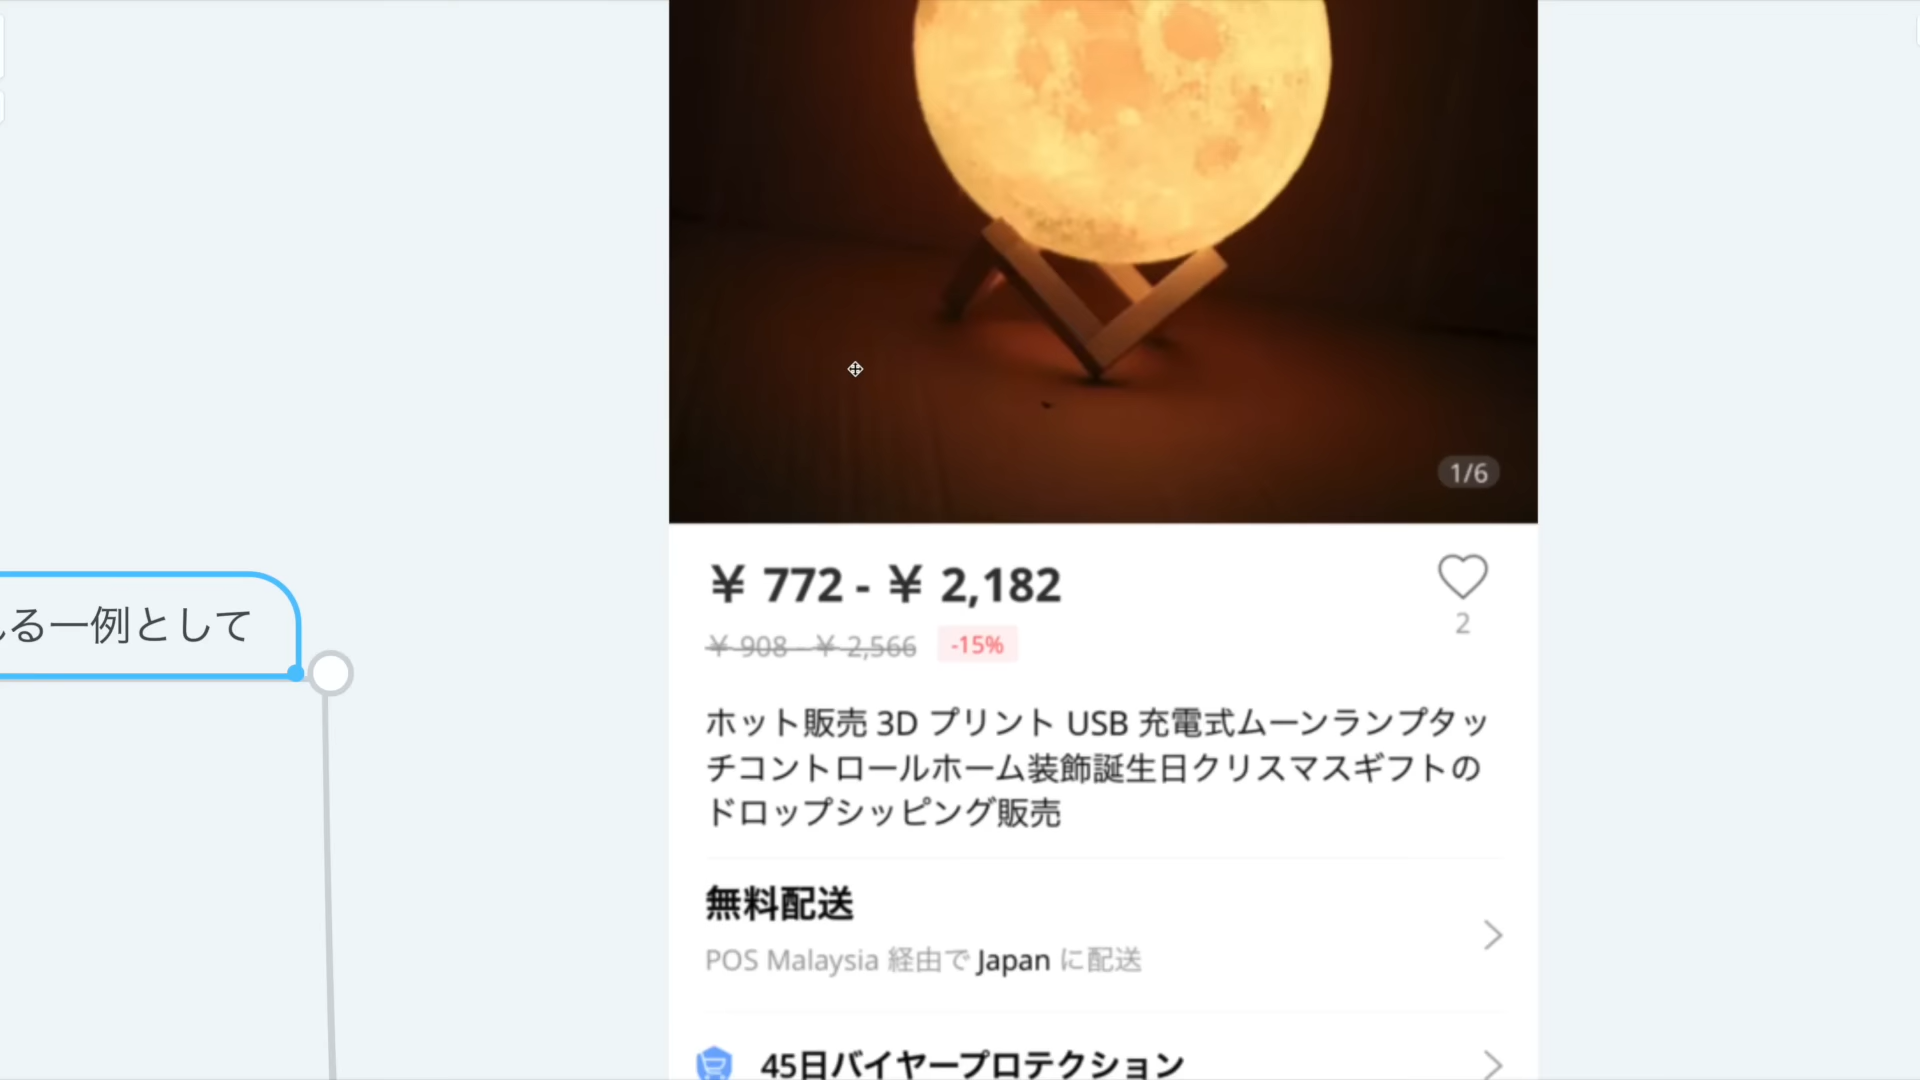 1/6
る一例として
¥ 772 - ¥ 2,182
2
¥ 908 - ¥ 2,566 -15%
ホット販売 3D プリント USB 充電式ムーンランプタッ
チコントロールホーム装飾誕生日クリスマスギフトの
ドロップシッピング販売
無料配送
POS Malaysia 経由で Japan に配送
45日バイヤープロテクション